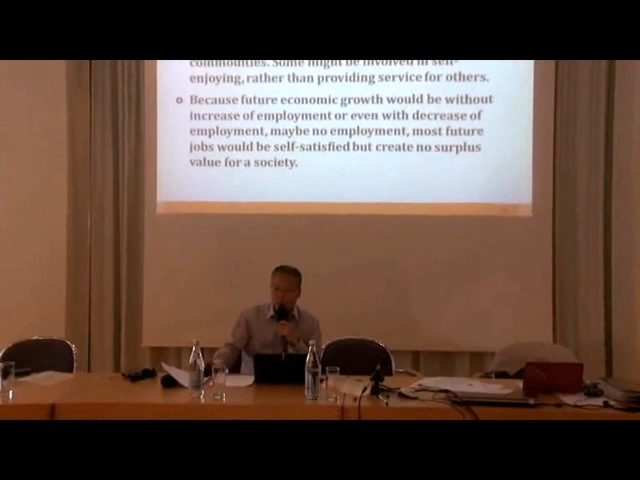 commodities. Some might be involved in self-
enjoying, rather than providing service for others.
Because future economic growth would be without
increase of employment or even with decrease of
employment, maybe no employment, most future
jobs would be self-satisfied but create no surplus
value for a society.